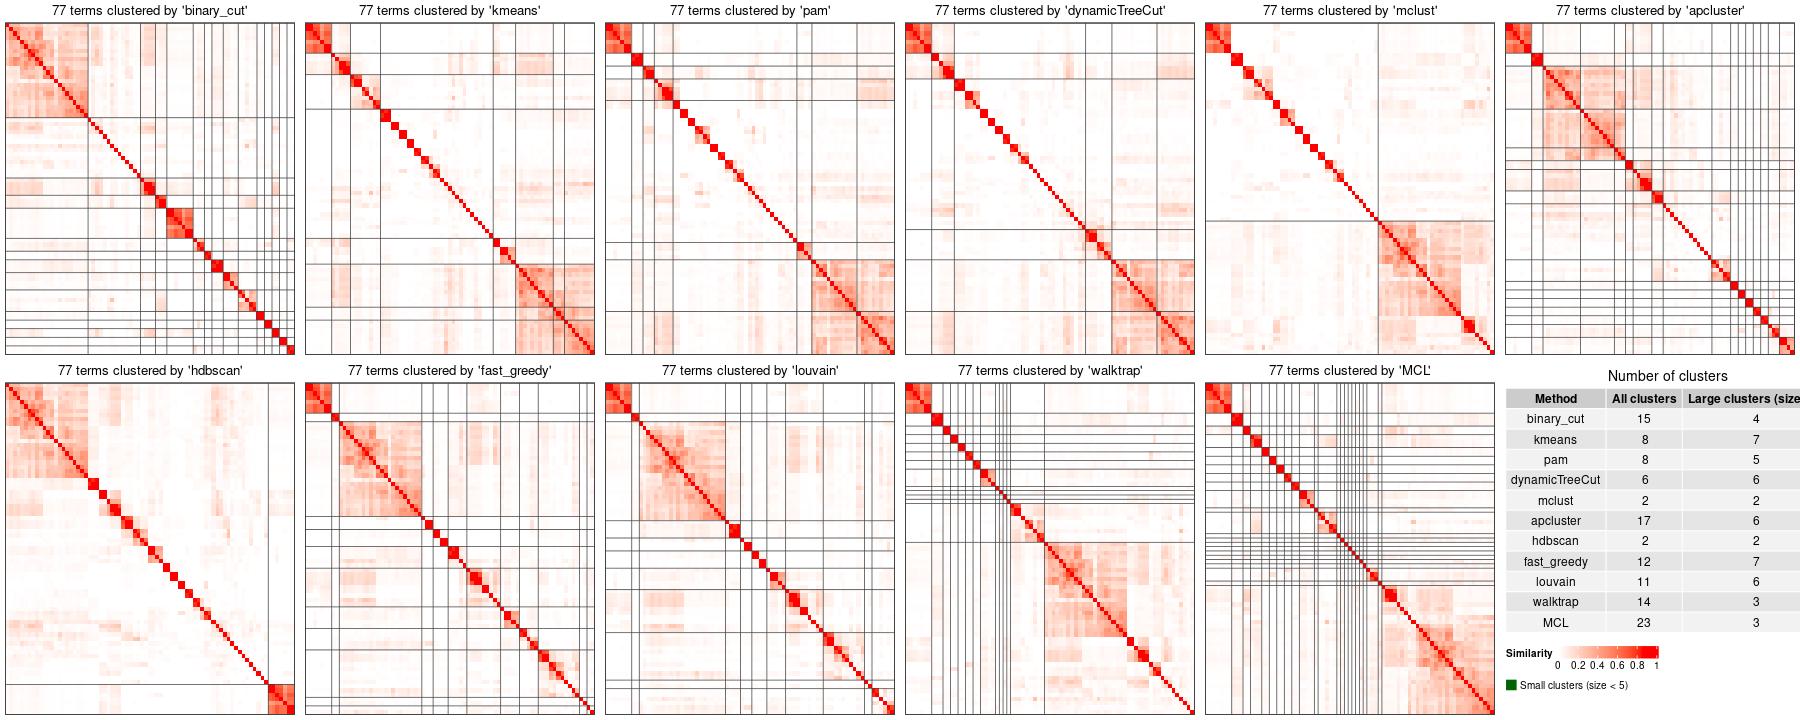 77 terms clustered by 'binary_cut'
77 terms clustered by 'kmeans'
77 terms clustered by 'pam'
77 terms clustered by 'dynamicTreeCut'
77 terms clustered by 'mclust'
77 terms clustered by 'apcluster'
77 terms clustered by 'hdbscan'
77 terms clustered by 'fast_greedy'
77 terms clustered by 'louvain'
77 terms clustered by 'walktrap'
77 terms clustered by 'MCL'
Number of clusters
Method All clusters Large clusters (size
binary_cut 15 4
kmeans 8 7
pam 8 5
dynamicTreeCut 6 6
mclust 2 2
apcluster 17 6
hdbscan 2 2
fast_greedy 12 7
louvain 11 6
walktrap 14 3
MCL 23 3
Similarity
0 0.2 0.4 0.6 0.8 1
Small clusters (size < 5)